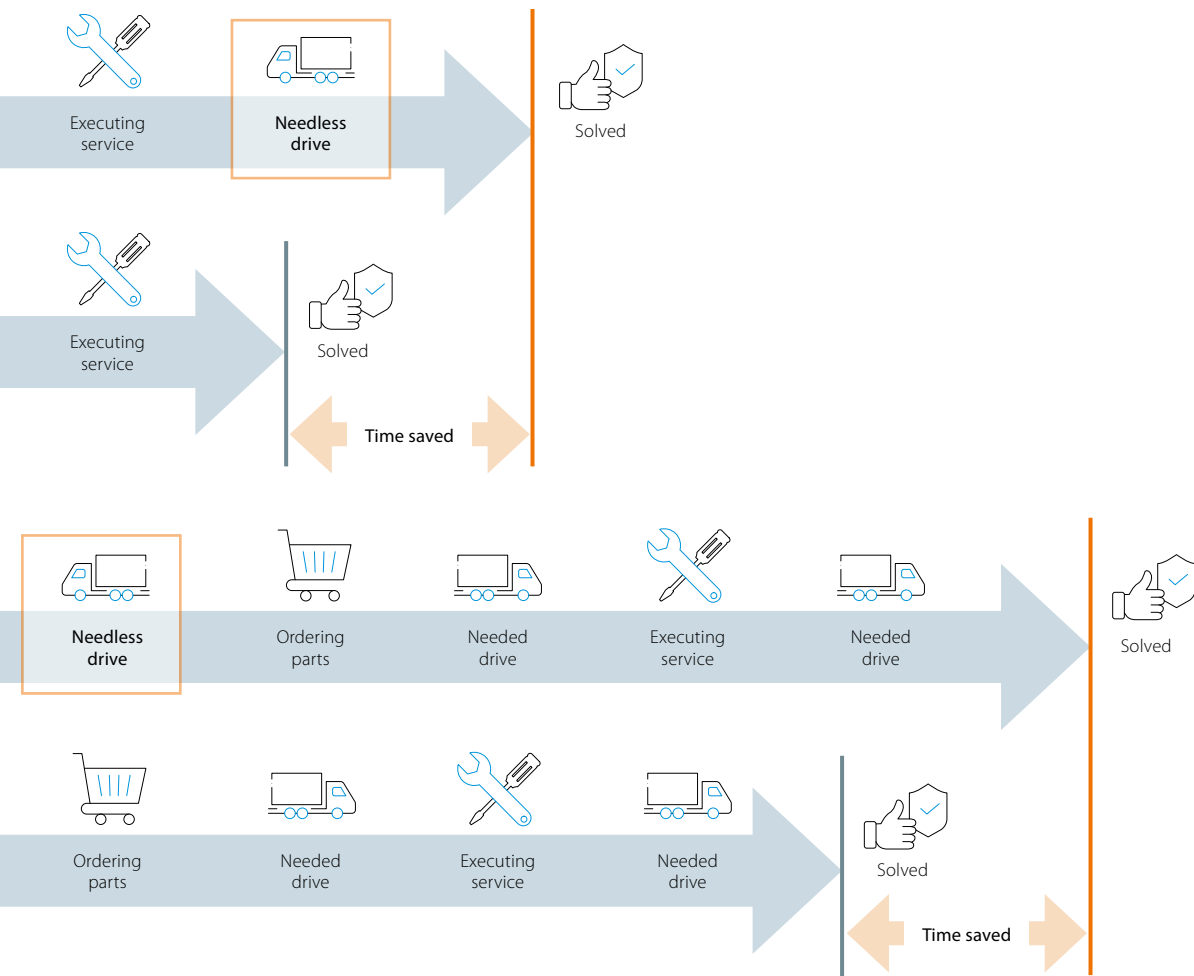 Executing
service
Needless
drive
Solved
Executing
service
Solved
Time saved
Needless
drive
Ordering
parts
Needed
drive
Executing
service
Needed
drive
Solved
Ordering
parts
Needed
drive
Executing
service
Needed
drive
Solved
Time saved